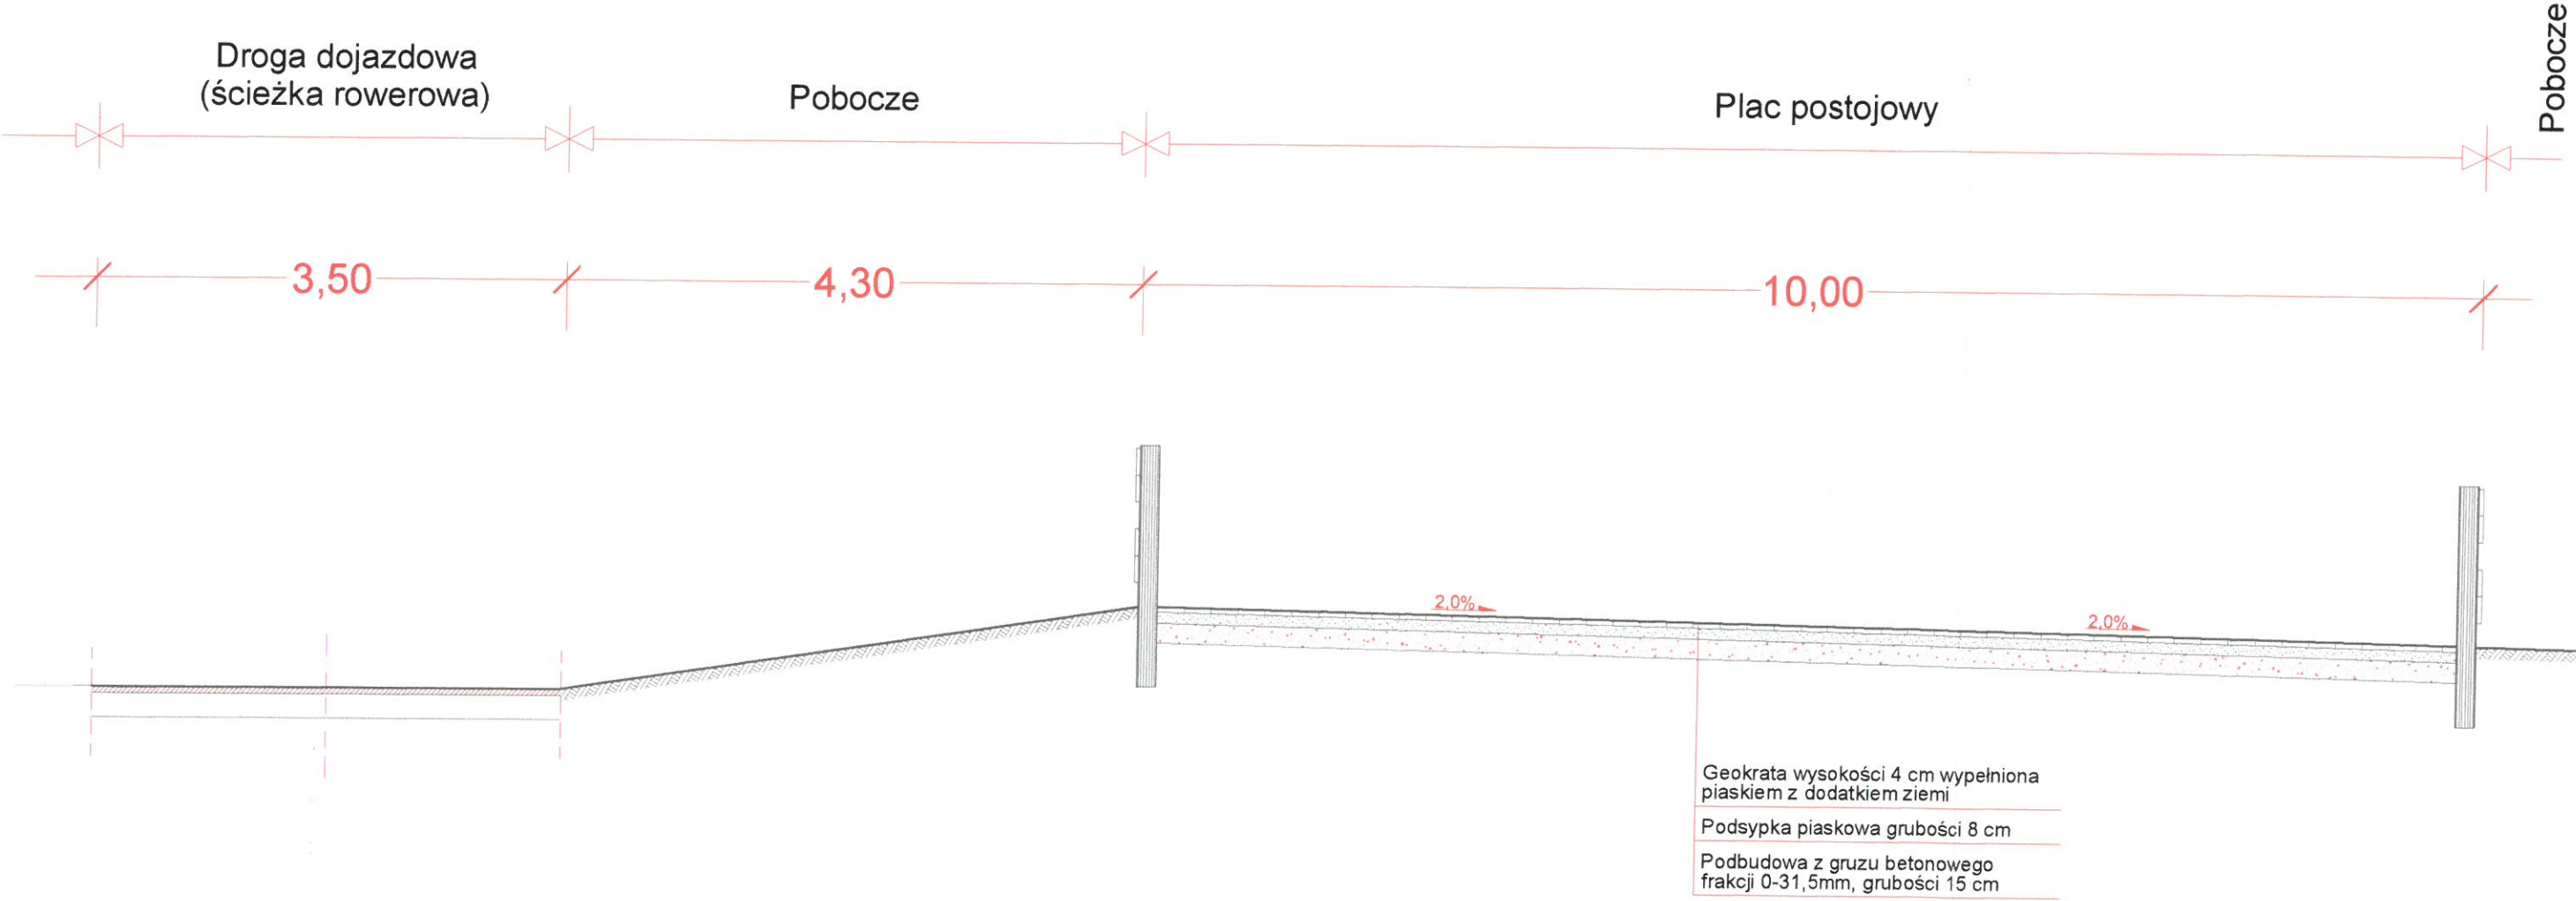 Droga dojazdowa
(ścieżka rowerowa)
Pobocze
Plac postojowy
Pobocze
3,50
4,30
10,00
2,0%
2,0%
Geokrata wysokości 4 cm wypełniona
piaskiem z dodatkiem ziemi
Podsypka piaskowa grubości 8 cm
Podbudowa z gruzu betonowego
frakcji 0-31,5mm, grubości 15 cm